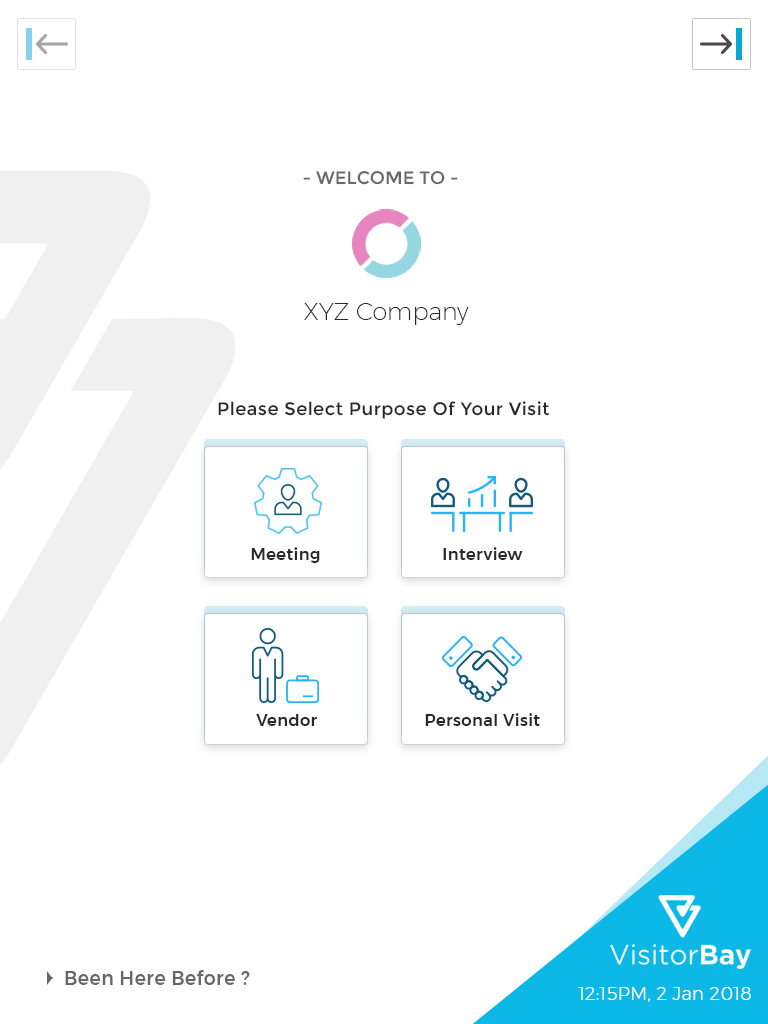 - WELCOME TO -
XYZ Company
Please Select Purpose Of Your Visit
Meeting
Interview
Vendor
Personal Visit
Been Here Before ?
VisitorBay
12:15PM, 2 Jan 2018